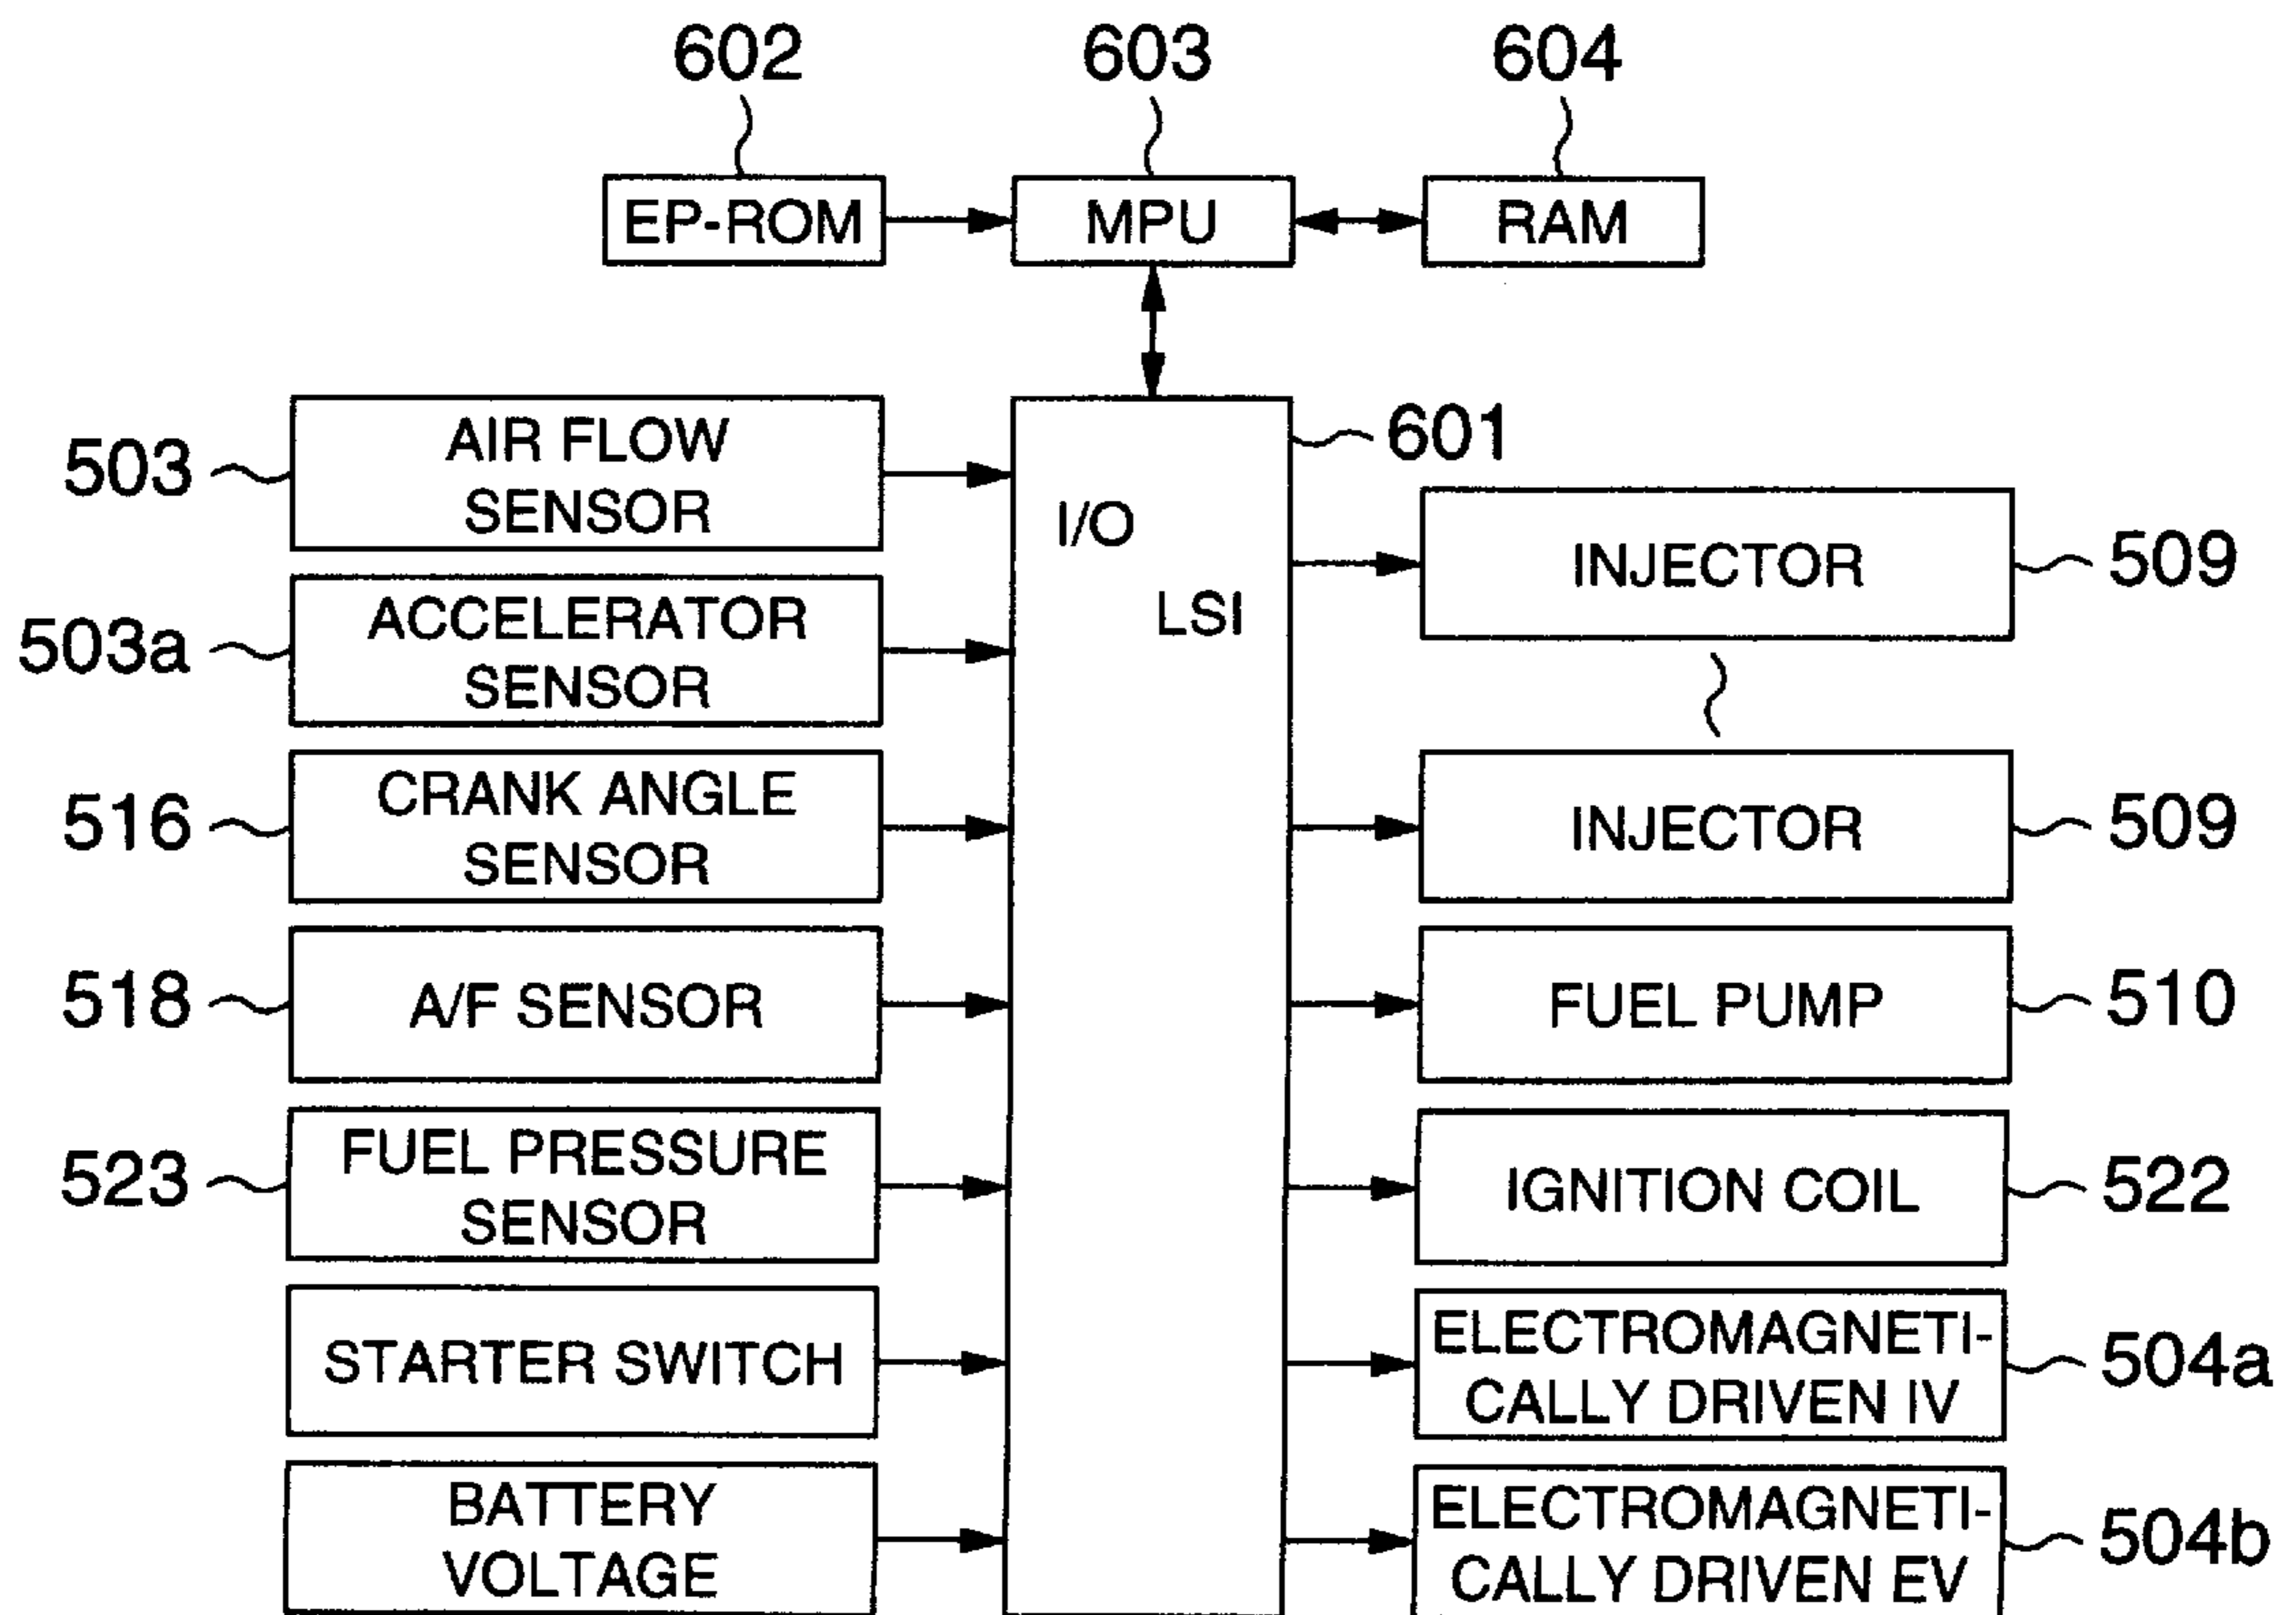 602
603
604
EP-ROM
MPU
RAM
503
AIR FLOW
SENSOR
503a
ACCELERATOR
SENSOR
516
CRANK ANGLE
SENSOR
518
A/F SENSOR
523
FUEL PRESSURE
SENSOR
STARTER SWITCH
BATTERY
VOLTAGE
601
I/O
LSI
INJECTOR
509
INJECTOR
509
FUEL PUMP
510
IGNITION COIL
522
ELECTROMAGNETI-
CALLY DRIVEN IV
504a
ELECTROMAGNETI-
CALLY DRIVEN EV
504b